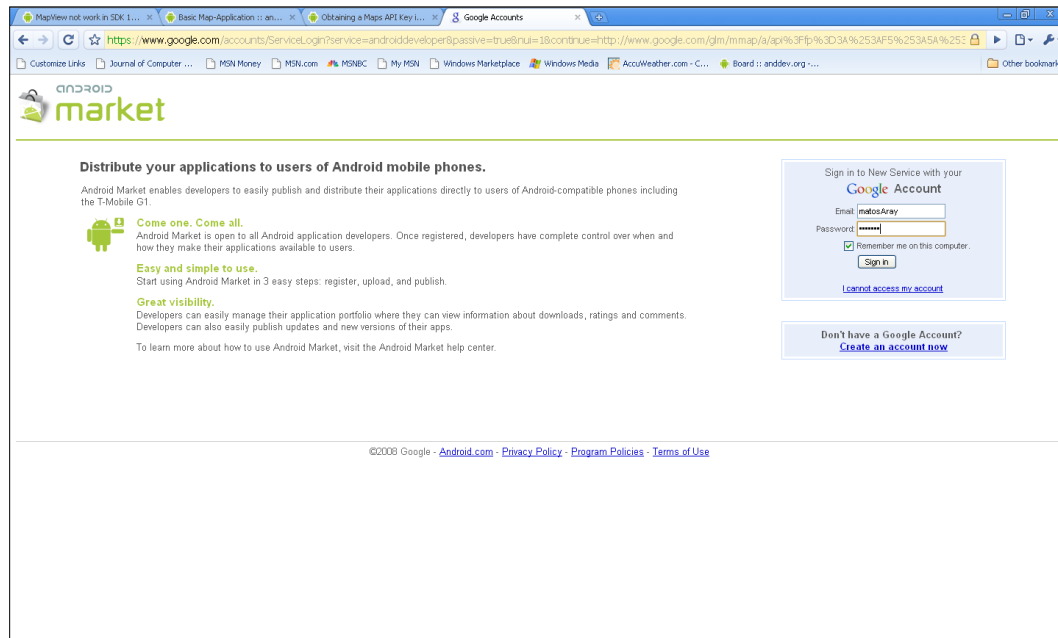 MapView not work in SDK 1...
Basic Map-Application :: an...
Obtaining a Maps API Key i...
Google Accounts
https://www.google.com/accounts/ServiceLogin?service=androiddeveloper&passive=true&nui=1&continue=http://www.google.com/glm/mmap/a/api%3Ffp%3D3A%253AF5%253A5A%253
Customize Links
Journal of Computer ...
MSN Money
MSN.com
MSNBC
My MSN
Windows Marketplace
Windows Media
AccuWeather.com - C...
Board :: anddev.org -...
Other bookmark
android
market
Distribute your applications to users of Android mobile phones.
Android Market enables developers to easily publish and distribute their applications directly to users of Android-compatible phones including
the T-Mobile G1.
Come one. Come all.
Android Market is open to all Android application developers. Once registered, developers have complete control over when and
how they make their applications available to users.
Easy and simple to use.
Start using Android Market in 3 easy steps: register, upload, and publish.
Great visibility.
Developers can easily manage their application portfolio where they can view information about downloads, ratings and comments.
Developers can also easily publish updates and new versions of their apps.
To learn more about how to use Android Market, visit the Android Market help center.
Sign in to New Service with your
Google Account
Email: matosAray
Password: •••••••
Remember me on this computer.
Sign in
I cannot access my account
Don't have a Google Account?
Create an account now
©2008 Google - Android.com - Privacy Policy - Program Policies - Terms of Use